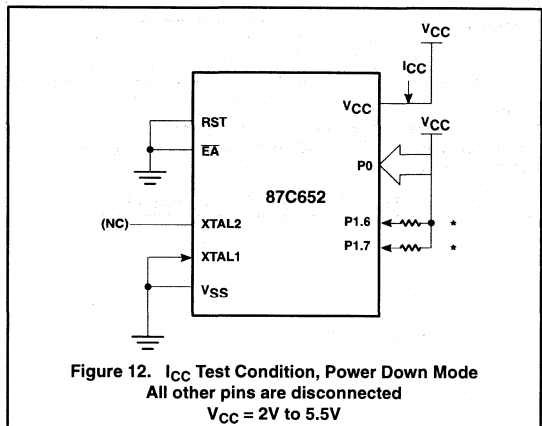 VCC
ICC
VCC
VCC
RST
EA
P0
87C652
(NC)
XTAL2
P1.6
*
XTAL1
P1.7
*
VSS
Figure 12. ICC Test Condition, Power Down Mode
All other pins are disconnected
VCC = 2V to 5.5V